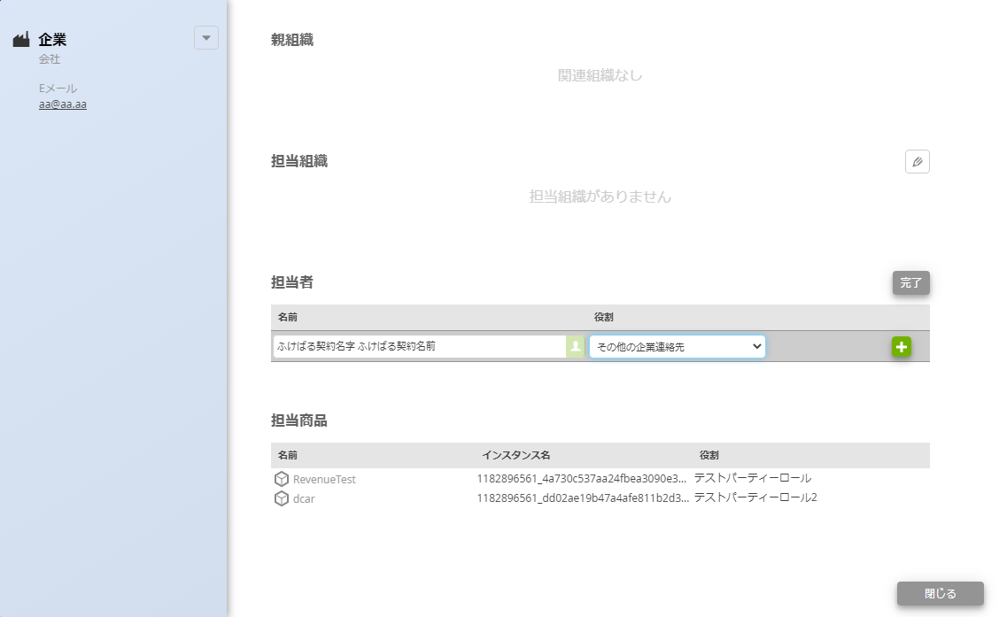 企業
会社
Eメール
aa@aa.aa
親組織
関連組織なし
担当組織
担当組織がありません
担当者
完了
名前 役割
ふけばる契約名字 ふけばる契約名前 その他の企業連絡先
担当商品
名前 インスタンス名 役割
RevenueTest 1182896561_4a730c537aa24fbea3090e3... テストパーティーロール
dcar 1182896561_dd02ae19b47a4afe811b2d3... テストパーティーロール2
閉じる